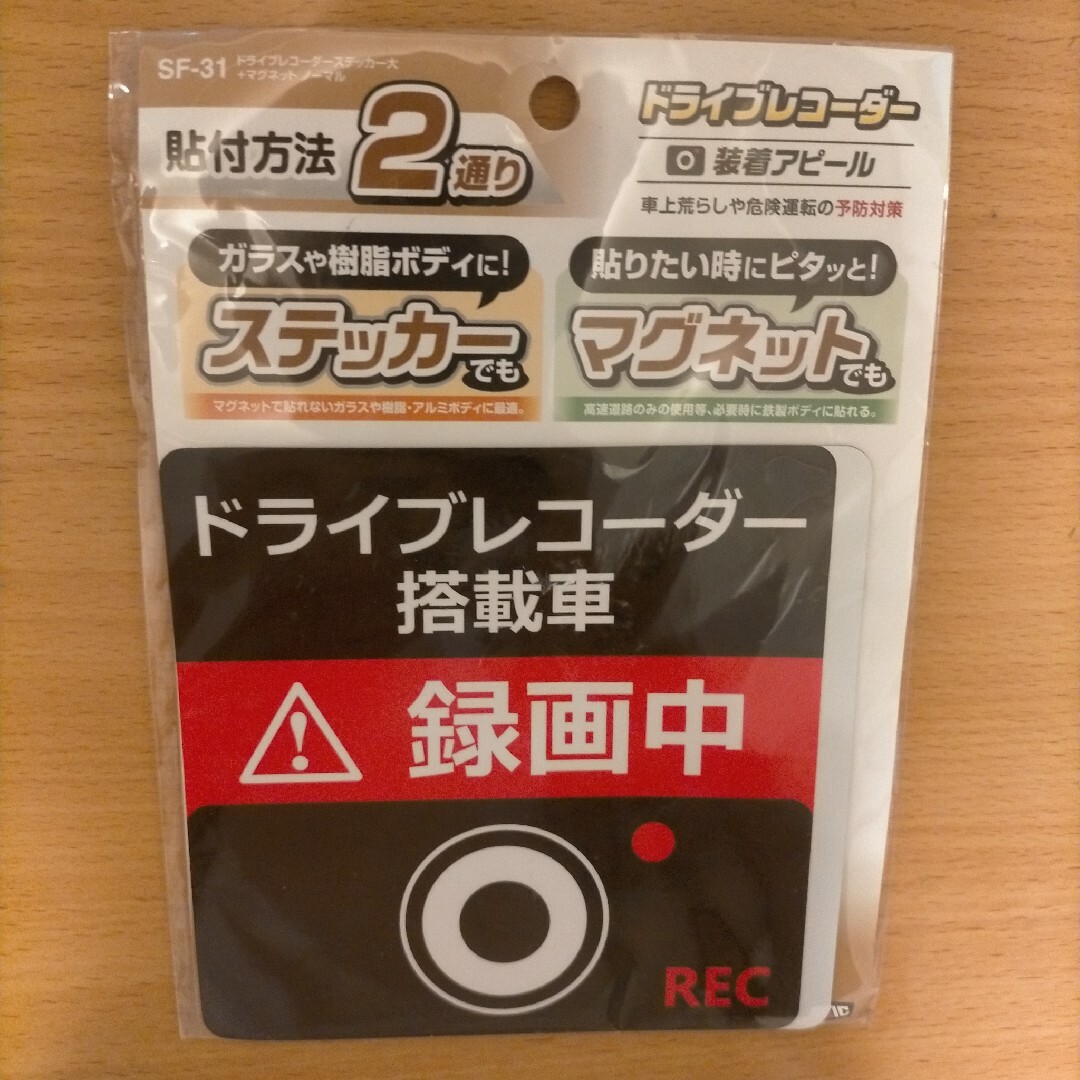 SF-31 ドライブレコーダーステッカー大
+マグネット ノーマル
貼付方法2通り
ドライブレコーダー
装着アピール
車上荒らしや危険運転の予防対策
ガラスや樹脂ボディに!
ステッカーでも
マグネットで貼れないガラスや樹脂・アルミボディに最適。
貼りたい時にピタッと!
マグネットでも
高速道路のみの使用等、必要時に鉄製ボディに貼れる。
ドライブレコーダー
搭載車
録画中
REC